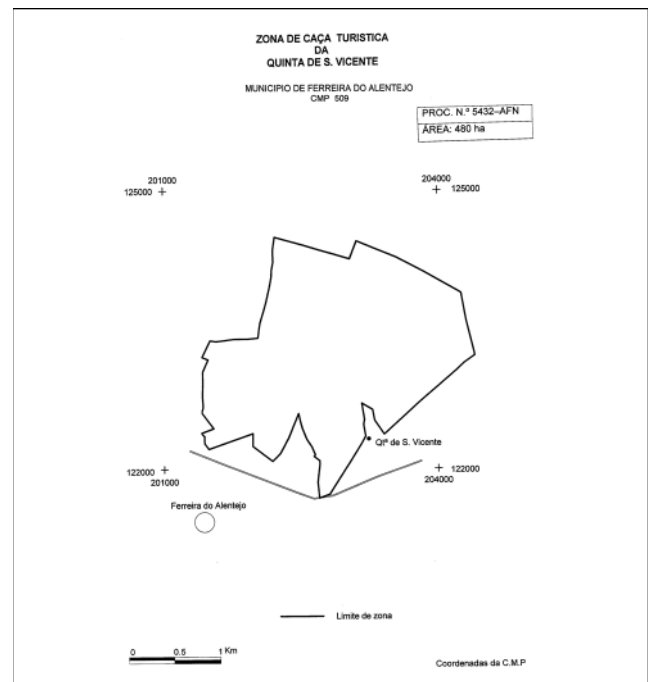 ZONA DE CAÇA TURISTICA
DA
QUINTA DE S. VICENTE
MUNICIPIO DE FERREIRA DO ALENTEJO
CMP 509
PROC. N.º 5432–AFN
ÁREA: 480 ha
201000
125000
204000
125000
Qtª de S. Vicente
122000
201000
122000
204000
Ferreira do Alentejo
Limite de zona
0 0.5 1 Km
Coordenadas da C.M.P